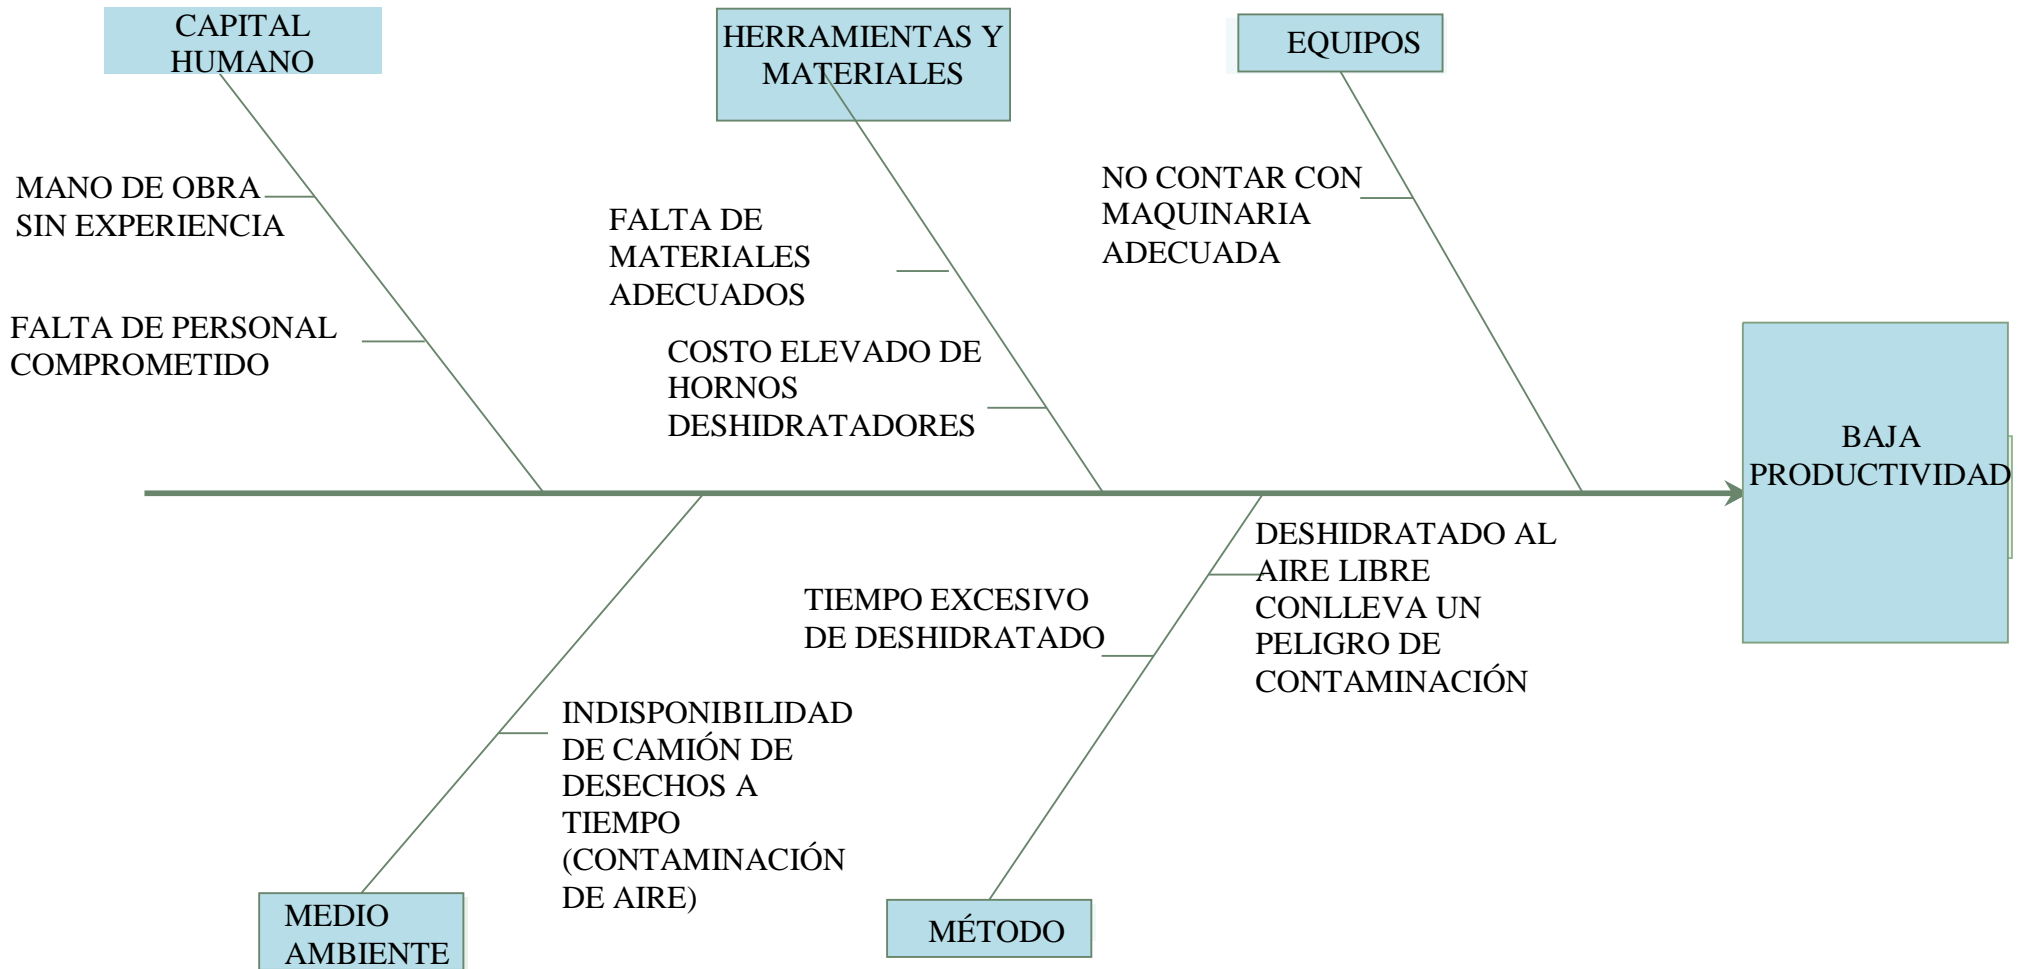 CAPITAL
HUMANO
HERRAMIENTAS Y
MATERIALES
EQUIPOS
MANO DE OBRA
SIN EXPERIENCIA
FALTA DE PERSONAL
COMPROMETIDO
FALTA DE
MATERIALES
ADECUADOS
COSTO ELEVADO DE
HORNOS
DESHIDRATADORES
NO CONTAR CON
MAQUINARIA
ADECUADA
BAJA
PRODUCTIVIDAD
INDISPONIBILIDAD
DE CAMIÓN DE
DESECHOS A
TIEMPO
(CONTAMINACIÓN
DE AIRE)
TIEMPO EXCESIVO
DE DESHIDRATADO
DESHIDRATADO AL
AIRE LIBRE
CONLLEVA UN
PELIGRO DE
CONTAMINACIÓN
MEDIO
AMBIENTE
MÉTODO